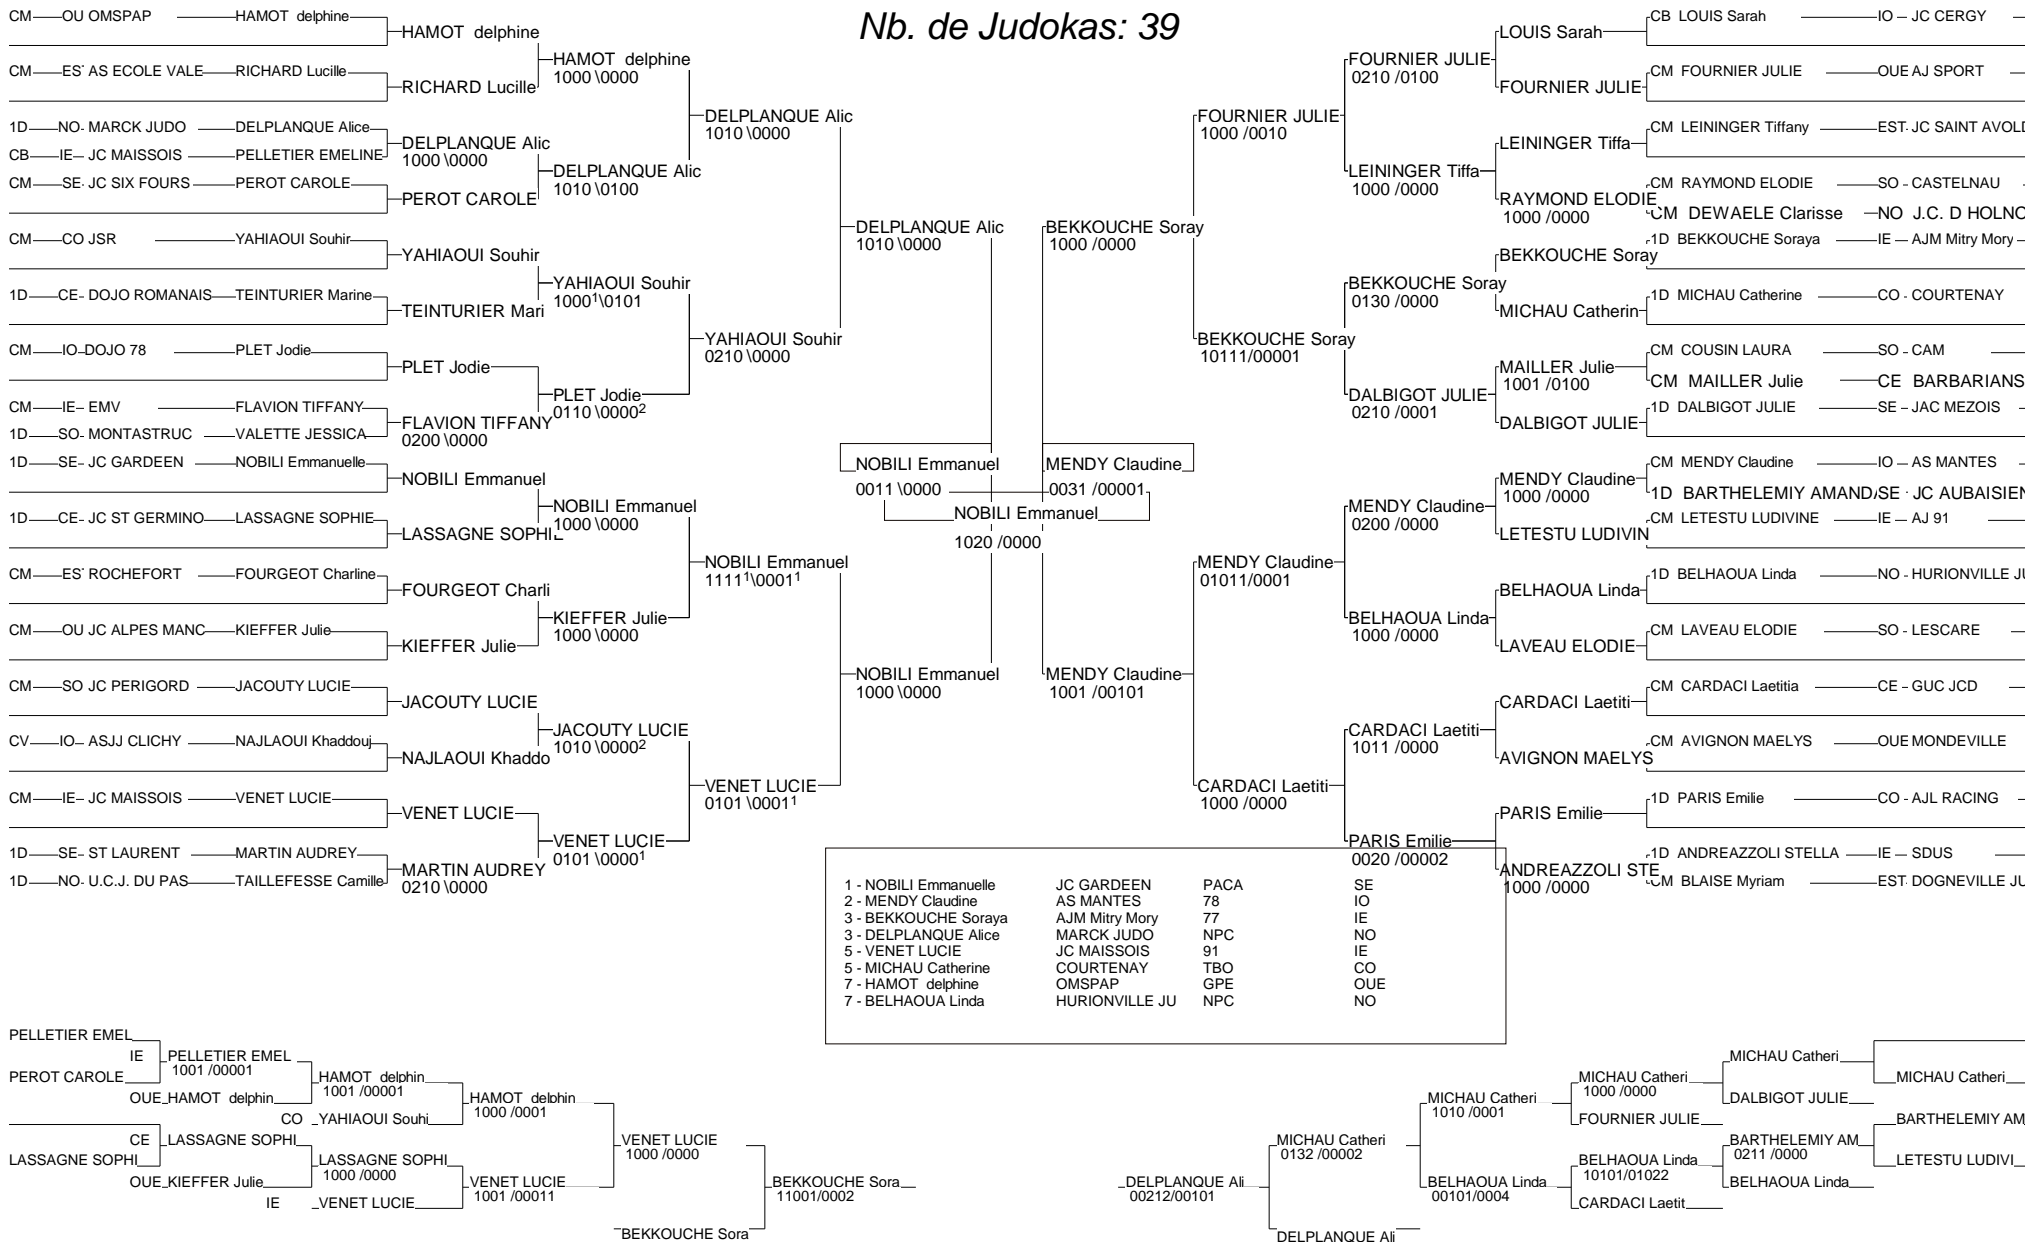 Nb. de Judokas: 39
CM OU OMSPAP HAMOT delphine
CM ES AS ECOLE VALE RICHARD Lucille
1D NO- MARCK JUDO DELPLANQUE Alice
CB IE JC MAISSOIS PELLETIER EMELINE
CM SE- JC SIX FOURS PEROT CAROLE
CM CO JSR YAHIAOUI Souhir
1D CE- DOJO ROMANAIS TEINTURIER Marine
CM IO DOJO 78 PLET Jodie
CM IE EMV FLAVION TIFFANY
1D SO- MONTASTRUC VALETTE JESSICA
1D SE- JC GARDEEN NOBILI Emmanuelle
1D CE- JC ST GERMINO LASSAGNE SOPHIE
CM ES ROCHEFORT FOURGEOT Charline
CM OU JC ALPES MANC KIEFFER Julie
CM SO JC PERIGORD JACOUTY LUCIE
CV IO ASJJ CLICHY NAJLAOUI Khaddouj
CM IE JC MAISSOIS VENET LUCIE
1D SE- ST LAURENT MARTIN AUDREY
1D NO- U.C.J. DU PAS TAILLEFESSE Camille
HAMOT delphine
RICHARD Lucille
DELPLANQUE Alic
1000 \0000
PEROT CAROLE
YAHIAOUI Souhir
TEINTURIER Mari
PLET Jodie
FLAVION TIFFANY
0200 \0000
NOBILI Emmanuel
LASSAGNE SOPHI
FOURGEOT Charli
KIEFFER Julie
JACOUTY LUCIE
NAJLAOUI Khaddo
VENET LUCIE
MARTIN AUDREY
0210 \0000
HAMOT delphine
1000 \0000
DELPLANQUE Alic
1010 \0100
YAHIAOUI Souhir
1000¹\0101
PLET Jodie
0110 \0000²
NOBILI Emmanuel
1000 \0000
KIEFFER Julie
1000 \0000
JACOUTY LUCIE
1010 \0000²
VENET LUCIE
0101 \0000¹
DELPLANQUE Alic
1010 \0000
YAHIAOUI Souhir
0210 \0000
NOBILI Emmanuel
1111¹\0001¹
VENET LUCIE
0101 \0001¹
DELPLANQUE Alic
1010 \0000
NOBILI Emmanuel
1000 \0000
NOBILI Emmanuel
0011 \0000
MENDY Claudine
0031 /00001
NOBILI Emmanuel
1020 /0000
BEKKOUCHE Soray
1000 /0000
MENDY Claudine
1001 /00101
FOURNIER JULIE
1000 /0010
BEKKOUCHE Soray
10111/00001
MENDY Claudine
01011/0001
CARDACI Laetiti
1000 /0000
FOURNIER JULIE
0210 /0100
LEININGER Tiffa
1000 /0000
BEKKOUCHE Soray
0130 /0000
DALBIGOT JULIE
0210 /0001
MENDY Claudine
0200 /0000
BELHAOUA Linda
1000 /0000
CARDACI Laetiti
1011 /0000
PARIS Emilie
0020 /00002
LOUIS Sarah
FOURNIER JULIE
LEININGER Tiffa
RAYMOND ELODIE
1000 /0000
BEKKOUCHE Soray
MICHAU Catherin
MAILLER Julie
1001 /0100
DALBIGOT JULIE
MENDY Claudine
1000 /0000
LETESTU LUDIVIN
BELHAOUA Linda
LAVEAU ELODIE
CARDACI Laetiti
AVIGNON MAELYS
PARIS Emilie
ANDREAZZOLI STE
1000 /0000
CB LOUIS Sarah IO JC CERGY
CM FOURNIER JULIE OUE AJ SPORT
CM LEININGER Tiffany EST JC SAINT AVOLD
CM RAYMOND ELODIE SO - CASTELNAU
CM DEWAELE Clarisse NO J.C. D HOLNO
1D BEKKOUCHE Soraya IE AJM Mitry Mory
1D MICHAU Catherine CO - COURTENAY
CM COUSIN LAURA SO - CAM
CM MAILLER Julie CE BARBARIANS
1D DALBIGOT JULIE SE - JAC MEZOIS
CM MENDY Claudine IO AS MANTES
1D BARTHELEMIY AMANDA SE JC AUBAISIEN
CM LETESTU LUDIVINE IE AJ 91
1D BELHAOUA Linda NO - HURIONVILLE JU
CM LAVEAU ELODIE SO - LESCARE
CM CARDACI Laetitia CE - GUC JCD
CM AVIGNON MAELYS OUE MONDEVILLE
1D PARIS Emilie CO - AJL RACING
1D ANDREAZZOLI STELLA IE SDUS
CM BLAISE Myriam EST DOGNEVILLE JU
1 - NOBILI Emmanuelle JC GARDEEN PACA SE
2 - MENDY Claudine AS MANTES 78 IO
3 - BEKKOUCHE Soraya AJM Mitry Mory 77 IE
3 - DELPLANQUE Alice MARCK JUDO NPC NO
5 - VENET LUCIE JC MAISSOIS 91 IE
5 - MICHAU Catherine COURTENAY TBO CO
7 - HAMOT delphine OMSPAP GPE OUE
7 - BELHAOUA Linda HURIONVILLE JU NPC NO
PELLETIER EMEL
IE
PEROT CAROLE
OUE
CE
LASSAGNE SOPHI
OUE
PELLETIER EMEL
1001 /00001
HAMOT delphin
CO
LASSAGNE SOPHI
KIEFFER Julie
IE
HAMOT delphin
1001 /00001
YAHIAOUI Souhi
LASSAGNE SOPHI
1000 /0000
VENET LUCIE
HAMOT delphin
1000 /0001
VENET LUCIE
1001 /00011
VENET LUCIE
1000 /0000
BEKKOUCHE Sora
BEKKOUCHE Sora
11001/0002
DELPLANQUE Ali
00212/00101
MICHAU Catheri
0132 /00002
DELPLANQUE Ali
MICHAU Catheri
1010 /0001
BELHAOUA Linda
00101/0004
MICHAU Catheri
1000 /0000
FOURNIER JULIE
BELHAOUA Linda
10101/01022
CARDACI Laetit
MICHAU Catheri
DALBIGOT JULIE
BARTHELEMIY AM
0211 /0000
BELHAOUA Linda
MICHAU Catheri
BARTHELEMIY AM
LETESTU LUDIVI